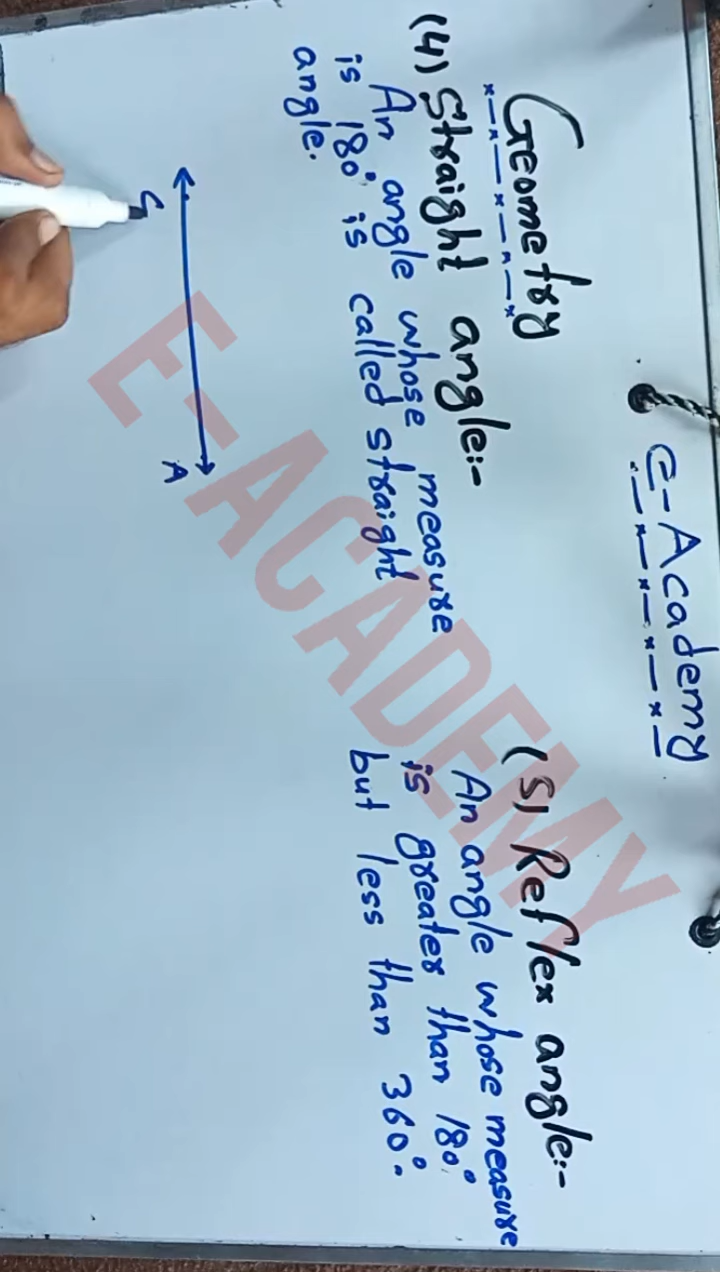 e-Academy
Geometry
(4) Straight angle:-
An angle whose measure
is 180°, is called straight
angle.
A
(5) Reflex angle:-
An angle whose measure
is greater than 180°,
but less than 360°.
E-ACADEMY